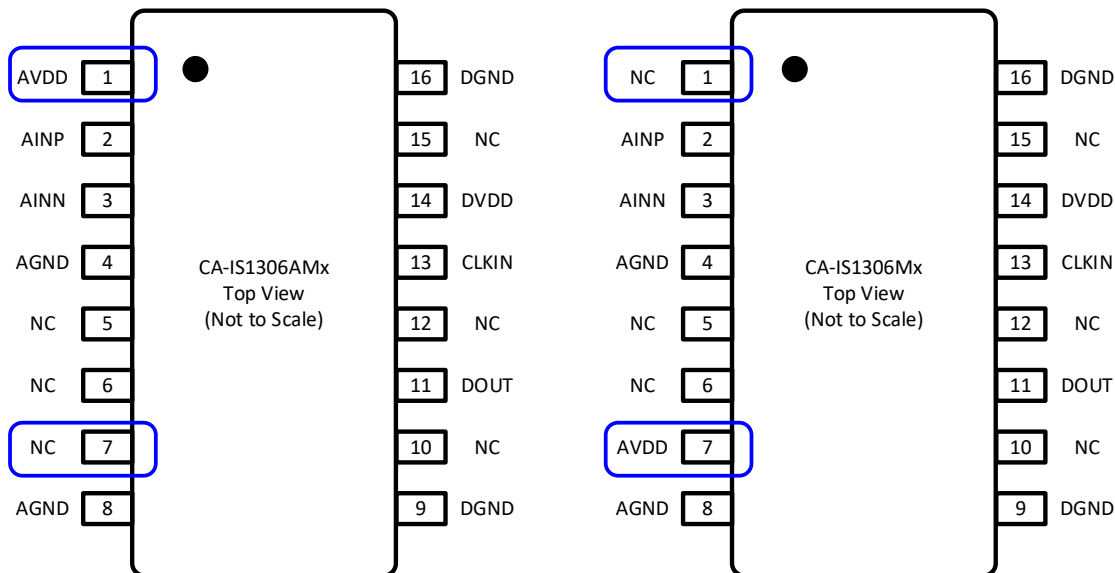 AVDD 1 16 DGND
AINP 2 15 NC
AINN 3 14 DVDD
AGND 4 13 CLKIN
NC 5 12 NC
NC 6 11 DOUT
NC 7 10 NC
AGND 8 9 DGND
CA-IS1306AMx
Top View
(Not to Scale)
NC 1 16 DGND
AINP 2 15 NC
AINN 3 14 DVDD
AGND 4 13 CLKIN
NC 5 12 NC
NC 6 11 DOUT
AVDD 7 10 NC
AGND 8 9 DGND
CA-IS1306Mx
Top View
(Not to Scale)